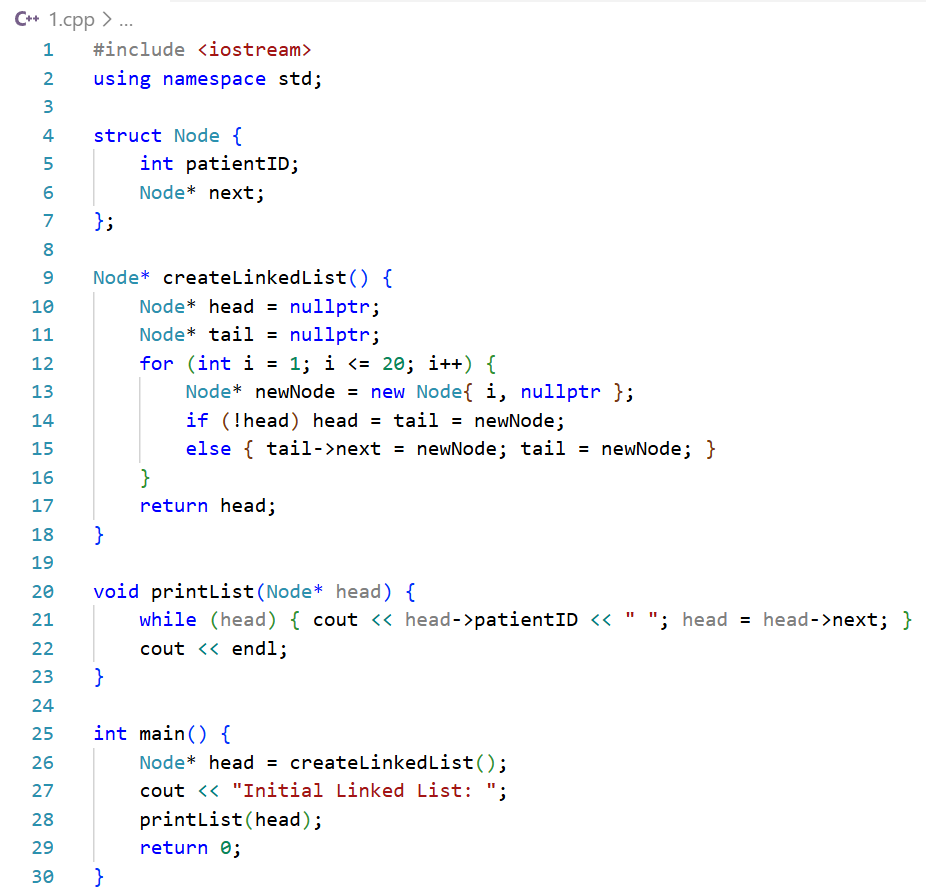 C++ 1.cpp > ...
1 #include <iostream>
2 using namespace std;
3
4 struct Node {
5     int patientID;
6     Node* next;
7 };
8
9 Node* createLinkedList() {
10     Node* head = nullptr;
11     Node* tail = nullptr;
12     for (int i = 1; i <= 20; i++) {
13         Node* newNode = new Node{ i, nullptr };
14         if (!head) head = tail = newNode;
15         else { tail->next = newNode; tail = newNode; }
16     }
17     return head;
18 }
19
20 void printList(Node* head) {
21     while (head) { cout << head->patientID << " "; head = head->next; }
22     cout << endl;
23 }
24
25 int main() {
26     Node* head = createLinkedList();
27     cout << "Initial Linked List: ";
28     printList(head);
29     return 0;
30 }